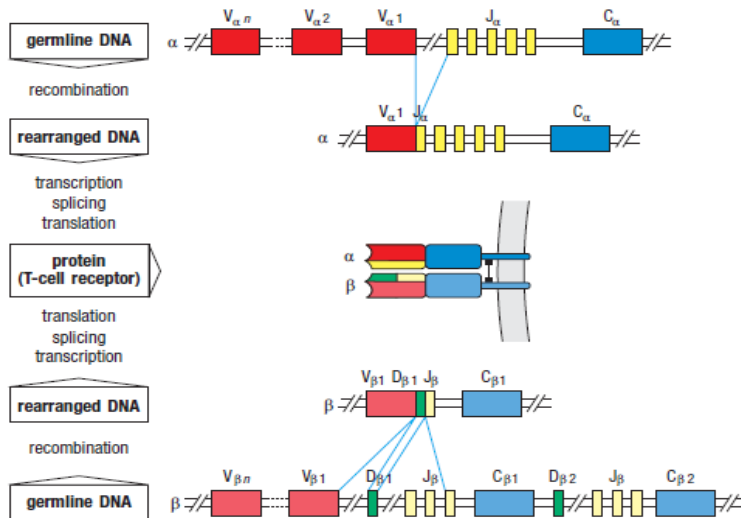 germline DNA
α Vα n Vα 2 Vα 1 Jα Cα
recombination
rearranged DNA
α Vα 1 Jα Cα
transcription
splicing
translation
protein
(T-cell receptor)
α
β
translation
splicing
transcription
rearranged DNA
β Vβ1 Dβ1 Jβ Cβ1
recombination
germline DNA
β Vβn Vβ1 Dβ1 Jβ Cβ1 Dβ2 Jβ Cβ2